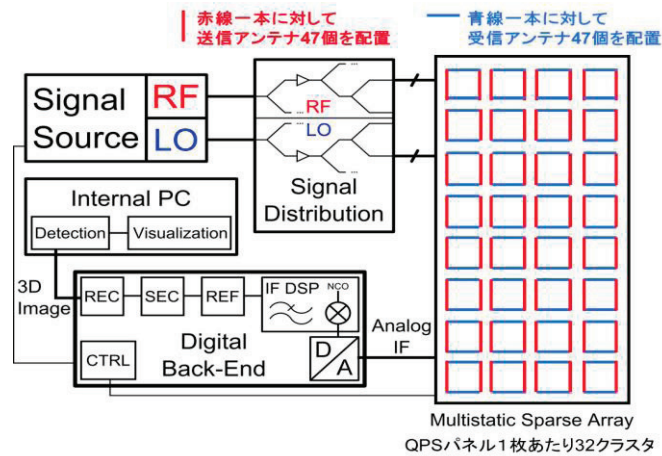 赤線一本に対して
送信アンテナ47個を配置
青線一本に対して
受信アンテナ47個を配置
Signal
Source
RF
LO
RF
LO
Signal
Distribution
Internal PC
Detection
Visualization
3D
Image
REC
SEC
REF
IF DSP
NCO
Digital
Back-End
CTRL
D
A
Analog
IF
Multistatic Sparse Array
QPSパネル1枚あたり32クラスタ